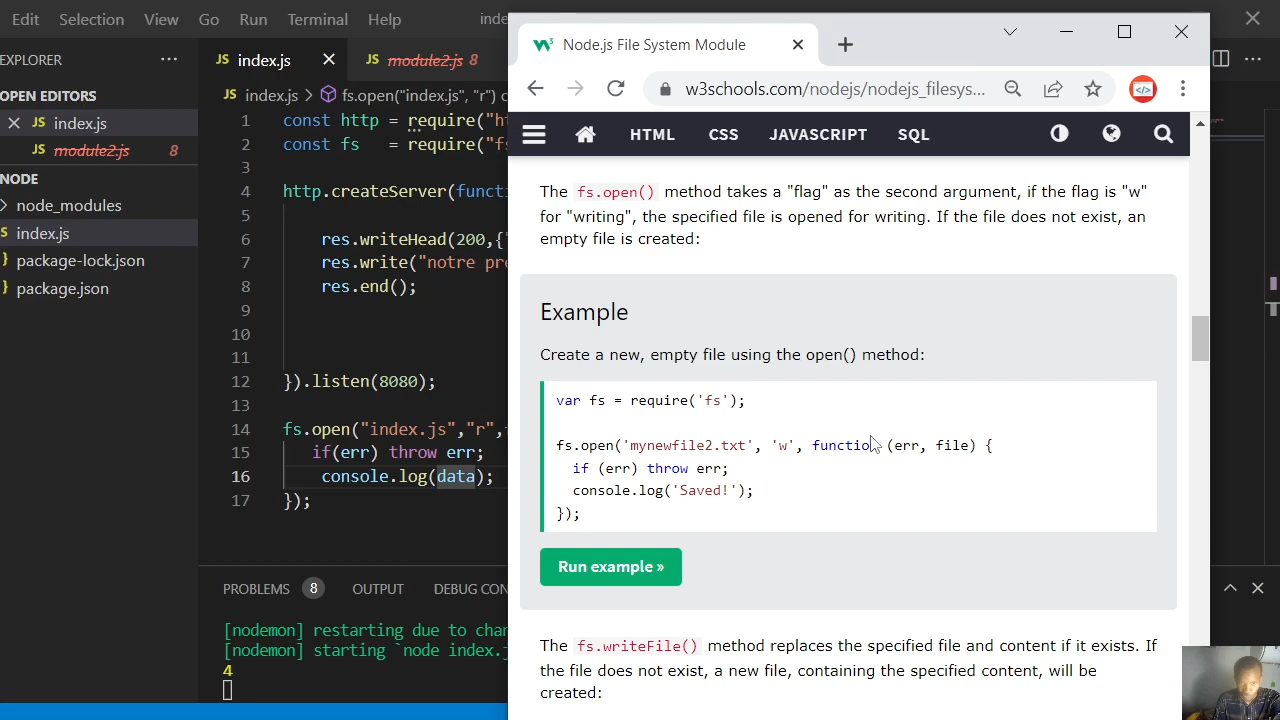 Edit Selection View Go Run Terminal Help
EXPLORER
OPEN EDITORS
index.js
module2.js 8
NODE
node_modules
index.js
package-lock.json
package.json
JS index.js
JS module2.js 8
JS index.js > fs.open("index.js", "r")
1 const http = require("
2 const fs = require("
3
4 http.createServer(
5
6 res.writeHead(200,{"
7 res.write("notre
8 res.end();
9
10
11
12 }).listen(8080);
13
14 fs.open("index.js","r",
15 if(err) throw err;
16 console.log(data);
17 });
PROBLEMS 8 OUTPUT DEBUG
[nodemon] restarting due to
[nodemon] starting `node
4
Node.js File System Module
w3schools.com/nodejs/nodejs_filesys...
HTML CSS JAVASCRIPT SQL
The fs.open() method takes a "flag" as the second argument, if the flag is "w"
for "writing", the specified file is opened for writing. If the file does not exist, an
empty file is created:
Example
Create a new, empty file using the open() method:
var fs = require('fs');
fs.open('mynewfile2.txt', 'w', function (err, file) {
if (err) throw err;
console.log('Saved!');
});
Run example »
The fs.writeFile() method replaces the specified file and content if it exists. If
the file does not exist, a new file, containing the specified content, will be
created: